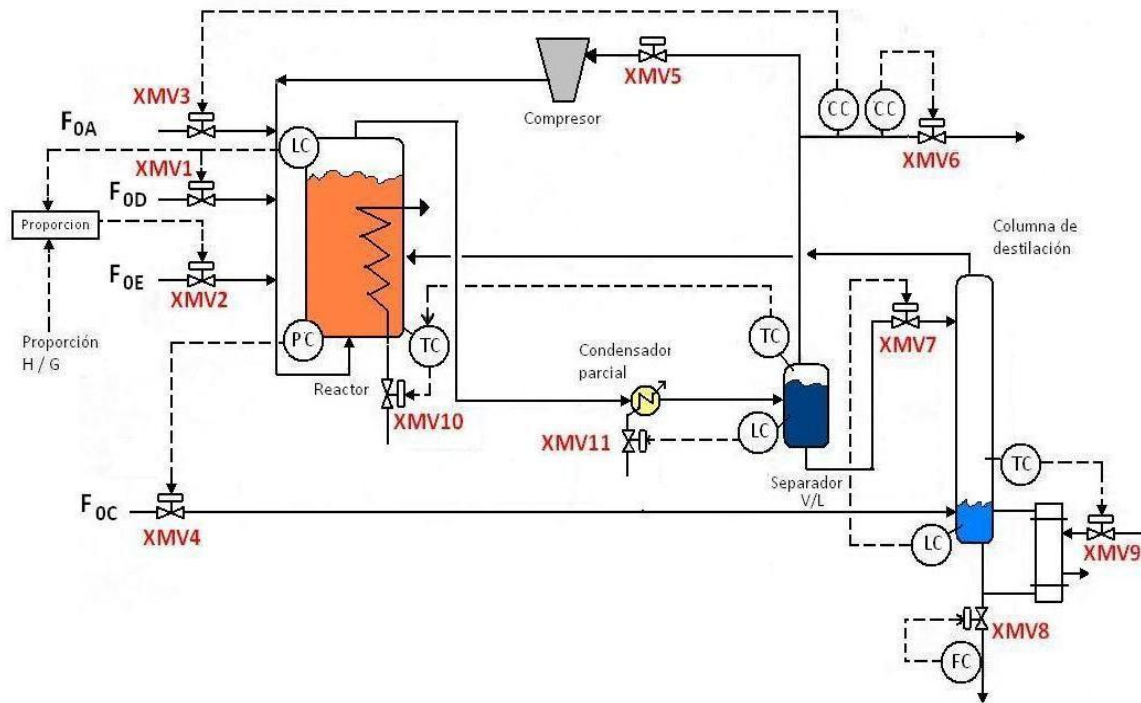 XMV3
F0A
XMV1
F0D
Proporcion
F0E
XMV2
Proporción
H / G
LC
PC
Reactor
TC
XMV10
Compresor
XMV5
CC
CC
XMV6
Columna de
destilación
Condensador
parcial
TC
XMV7
XMV11
LC
Separador
V/L
TC
F0C
XMV4
LC
XMV9
XMV8
FC